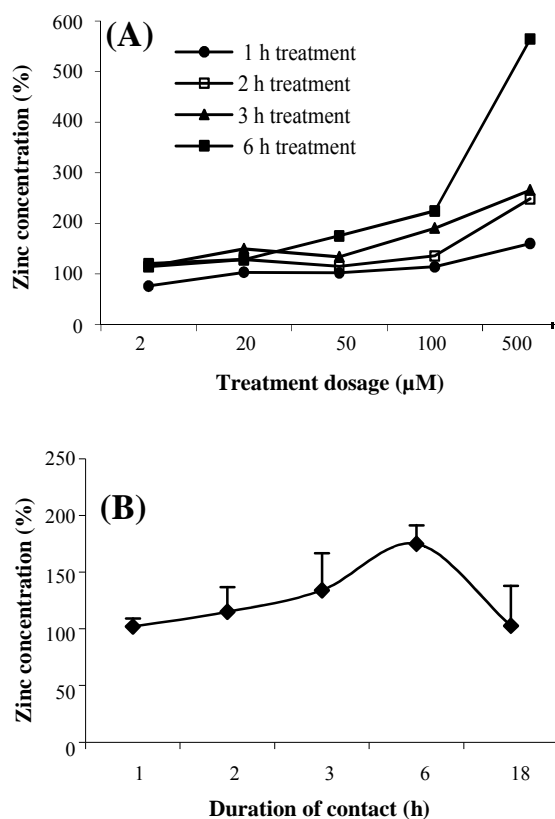 (A)
600
500
400
300
200
100
0
Zinc concentration (%)
1 h treatment
2 h treatment
3 h treatment
6 h treatment
2 20 50 100 500
Treatment dosage (µM)
(B)
250
200
150
100
50
0
Zinc concentration (%)
1 2 3 6 18
Duration of contact (h)